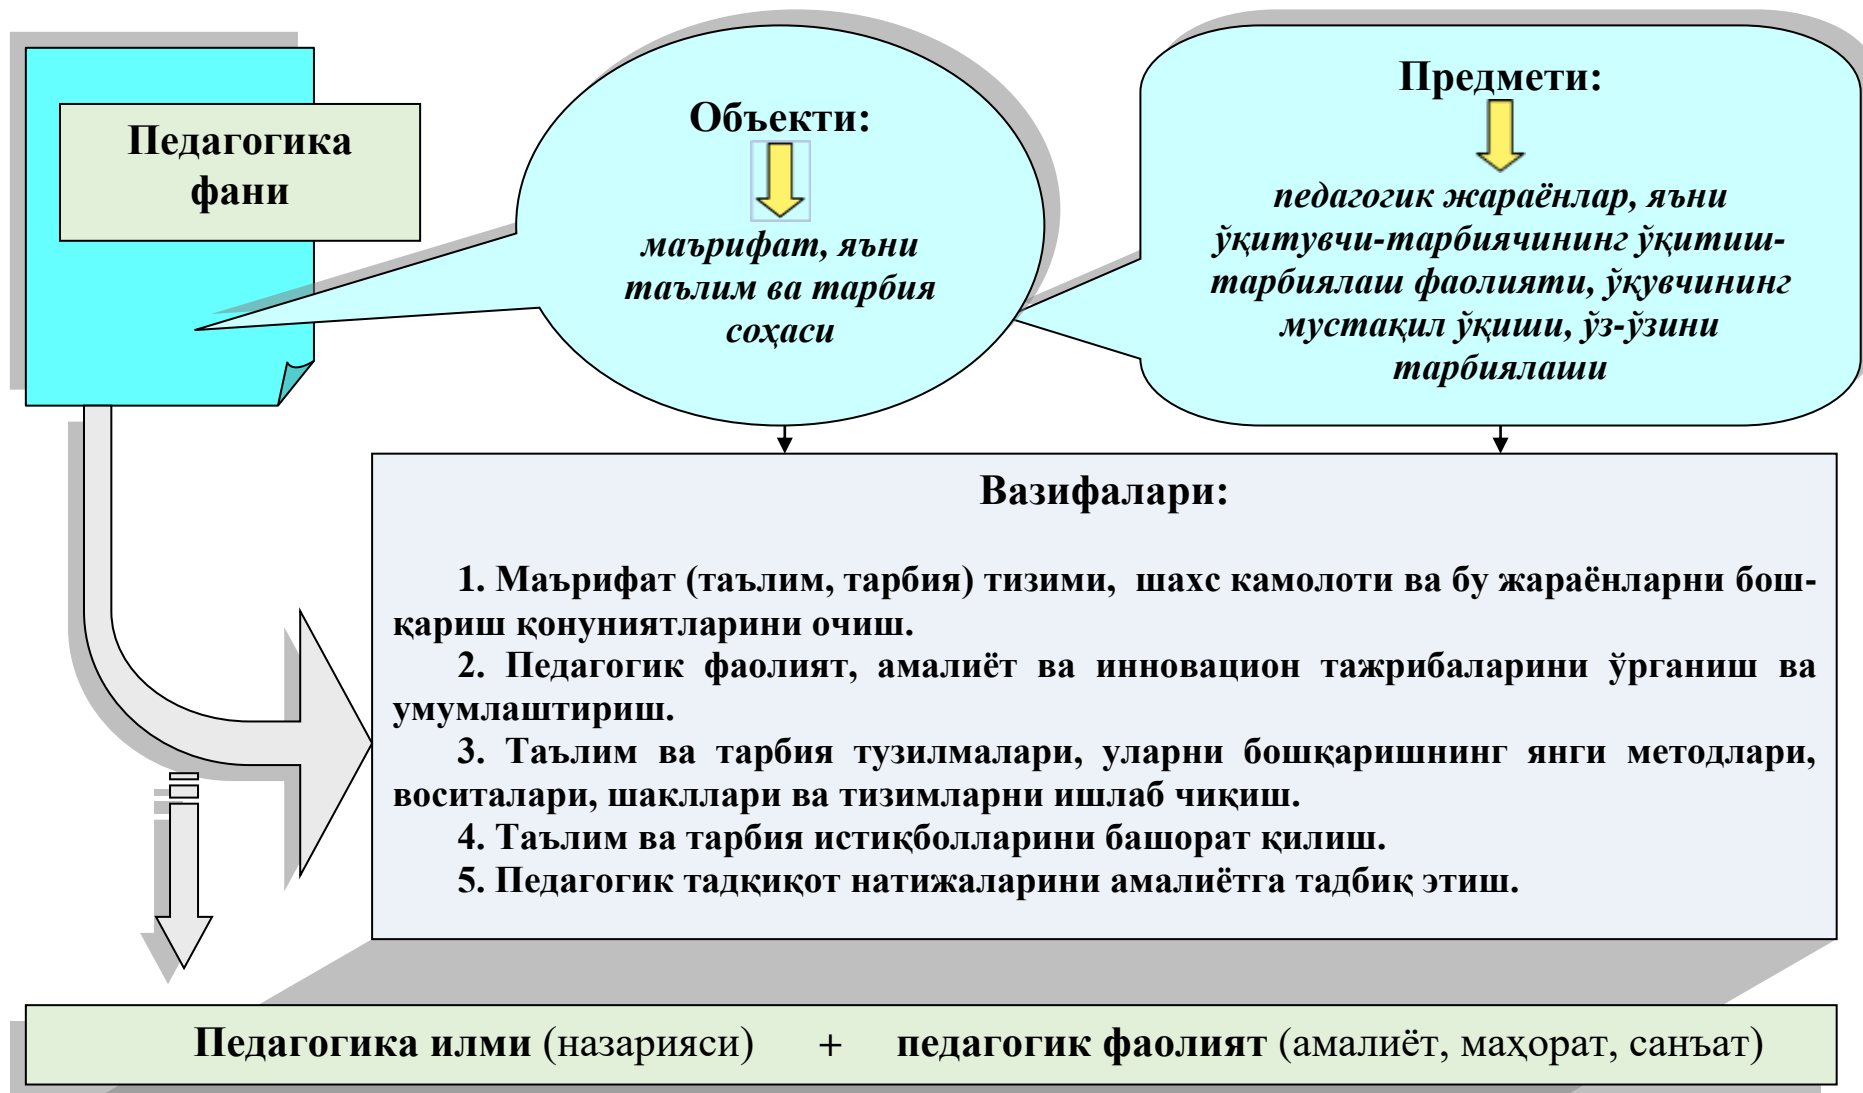 Педагогика
фани
Объекти:
маърифат, яъни
таълим ва тарбия
соҳаси
Предмети:
педагогик жараёнлар, яъни
ўқитувчи-тарбиячининг ўқитиш-
тарбиялаш фаолияти, ўқувчининг
мустақил ўқиши, ўз-ўзини
тарбиялаши
Вазифалари:
1. Маърифат (таълим, тарбия) тизими, шахс камолоти ва бу жараёнларни бош-
қариш қонуниятларини очиш.
2. Педагогик фаолият, амалиёт ва инновацион тажрибаларини ўрганиш ва
умумлаштириш.
3. Таълим ва тарбия тузилмалари, уларни бошқаришнинг янги методлари,
воситалари, шакллари ва тизимларни ишлаб чиқиш.
4. Таълим ва тарбия истиқболларини башорат қилиш.
5. Педагогик тадқиқот натижаларини амалиётга тадбиқ этиш.
Педагогика илми (назарияси) + педагогик фаолият (амалиёт, маҳорат, санъат)